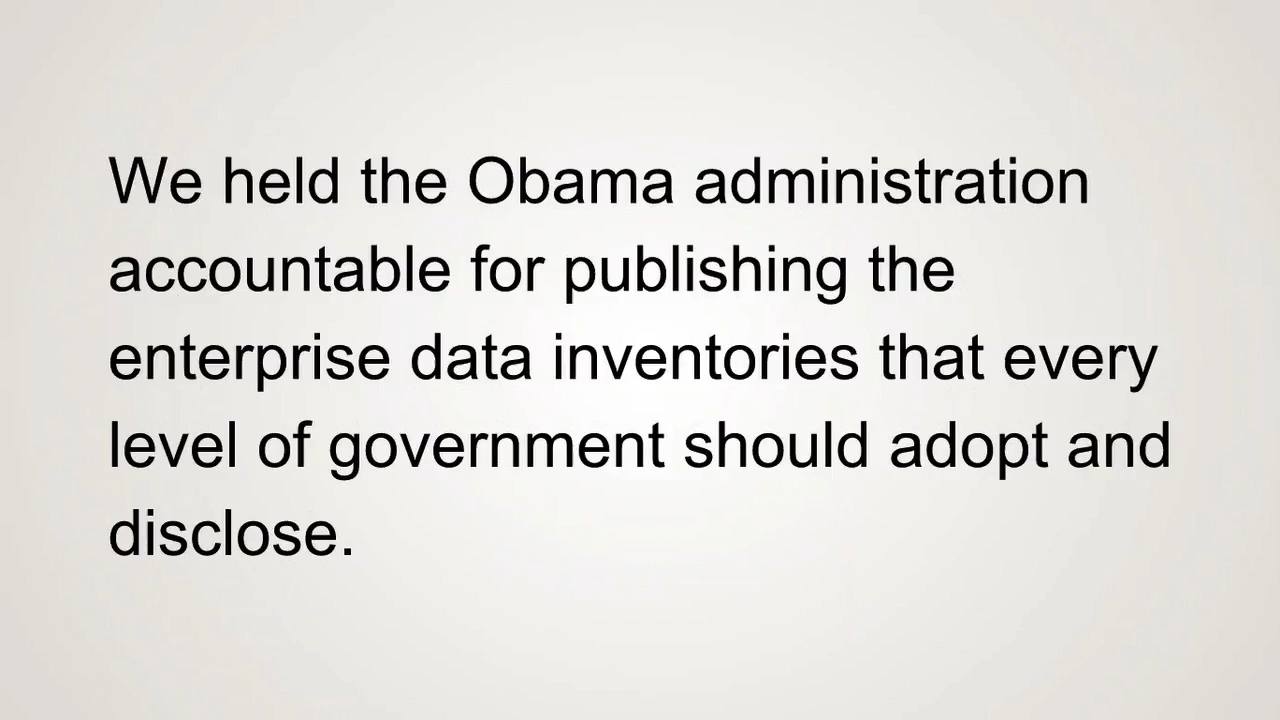 We held the Obama administration
accountable for publishing the
enterprise data inventories that every
level of government should adopt and
disclose.